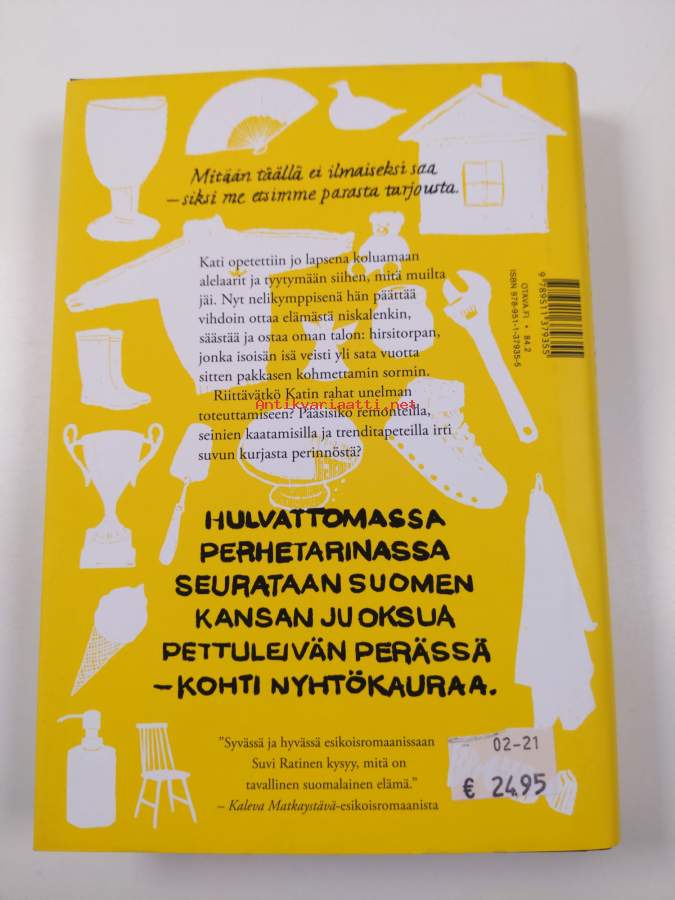 Mitään täällä ei ilmaiseksi saa
– siksi me etsimme parasta tarjousta.
Kati opetettiin jo lapsena koluamaan
alelaarit ja tyytymään siihen, mitä muilta
jäi. Nyt nelikymppisenä hän päättää
vihdoin ottaa elämästä niskalenkin,
säästää ja ostaa oman talon: hirsitorpan,
jonka isoisän isä veisti yli sata vuotta
sitten pakkasen kohmettamin sormin.
Riittävätkö Katin rahat unelman
Antikvariaatti.net
toteuttamiseen? Pääsisikö remonteilla,
seinien kaatamisilla ja trenditapeteilla irti
suvun kurjasta perinnöstä?
9789511379355
OTAVA.FI • 84.2
ISBN 978-951-1-37935-5
HULVATTOMASSA
PERHETARINASSA
SEURATAAN SUOMEN
KANSAN JUOKSUA
PETTULEIVÄN PERÄSSÄ
– KOHTI NYHTÖKAURAA.
”Syvässä ja hyvässä esikoisromaanissaan
Suvi Ratinen kysyy, mitä on
tavallinen suomalainen elämä.”
– Kaleva Matkaystävä-esikoisromaanista
02-21
€ 24,95